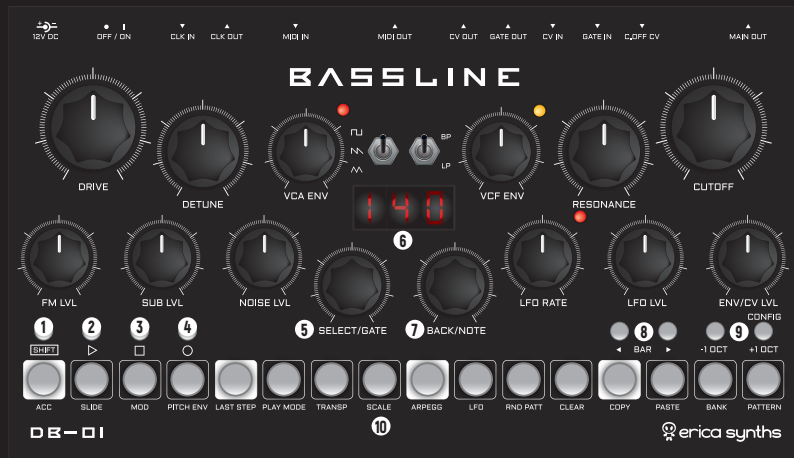 12V DC OFF / ON CLK IN CLK OUT MIDI IN MIDI OUT CV OUT GATE OUT CV IN GATE IN C.OFF CV MAIN OUT
BASSLINE
BP
LP
DRIVE DETUNE VCA ENV VCF ENV RESONANCE CUTOFF
140
6
FM LVL SUB LVL NOISE LVL LFO RATE LFO LVL ENV/CV LVL
5 SELECT/GATE 7 BACK/NOTE
CONFIG
1 2 3 4 8 9
SHIFT ◄ BAR ► -1 OCT +1 OCT
ACC SLIDE MOD PITCH ENV LAST STEP PLAY MODE TRANSP SCALE ARPEGG LFO RND PATT CLEAR COPY PASTE BANK PATTERN
10
DB-01 erica synths